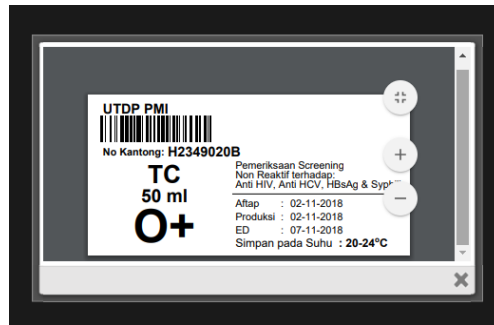 UTDP PMI
No Kantong: H2349020B
TC
50 ml
O+
Pemeriksaan Screening
Non Reaktif terhadap:
Anti HIV, Anti HCV, HBsAg &
Aftap : 02-11-2018
Produksi : 02-11-2018
ED : 07-11-2018
Simpan pada Suhu : 20-24°C